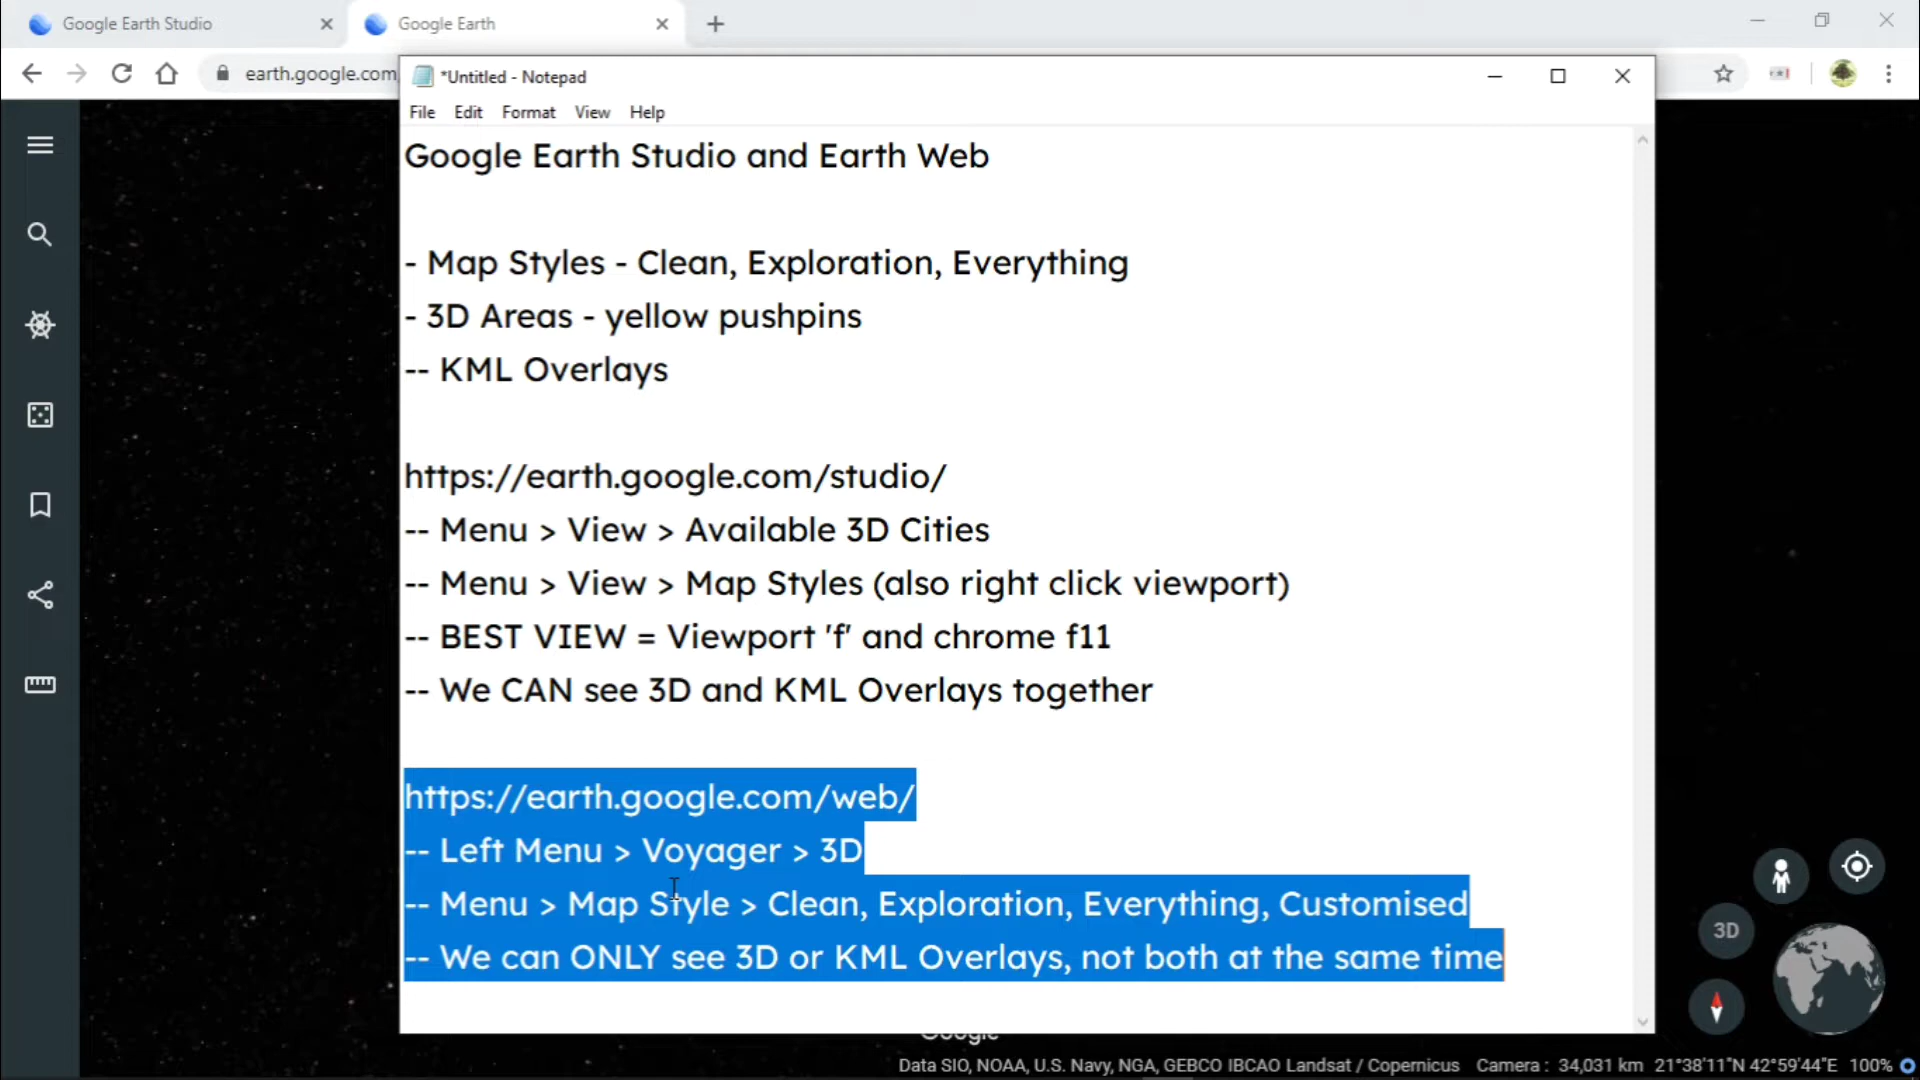 Google Earth Studio
Google Earth
earth.google.com
*Untitled - Notepad
File Edit Format View Help
Google Earth Studio and Earth Web
- Map Styles - Clean, Exploration, Everything
- 3D Areas - yellow pushpins
-- KML Overlays
https://earth.google.com/studio/
-- Menu > View > Available 3D Cities
-- Menu > View > Map Styles (also right click viewport)
-- BEST VIEW = Viewport 'f' and chrome f11
-- We CAN see 3D and KML Overlays together
https://earth.google.com/web/
-- Left Menu > Voyager > 3D
-- Menu > Map Style > Clean, Exploration, Everything, Customised
-- We can ONLY see 3D or KML Overlays, not both at the same time
3D
Google
Data SIO, NOAA, U.S. Navy, NGA, GEBCO IBCAO Landsat / Copernicus Camera : 34,031 km 21°38'11"N 42°59'44"E 100%